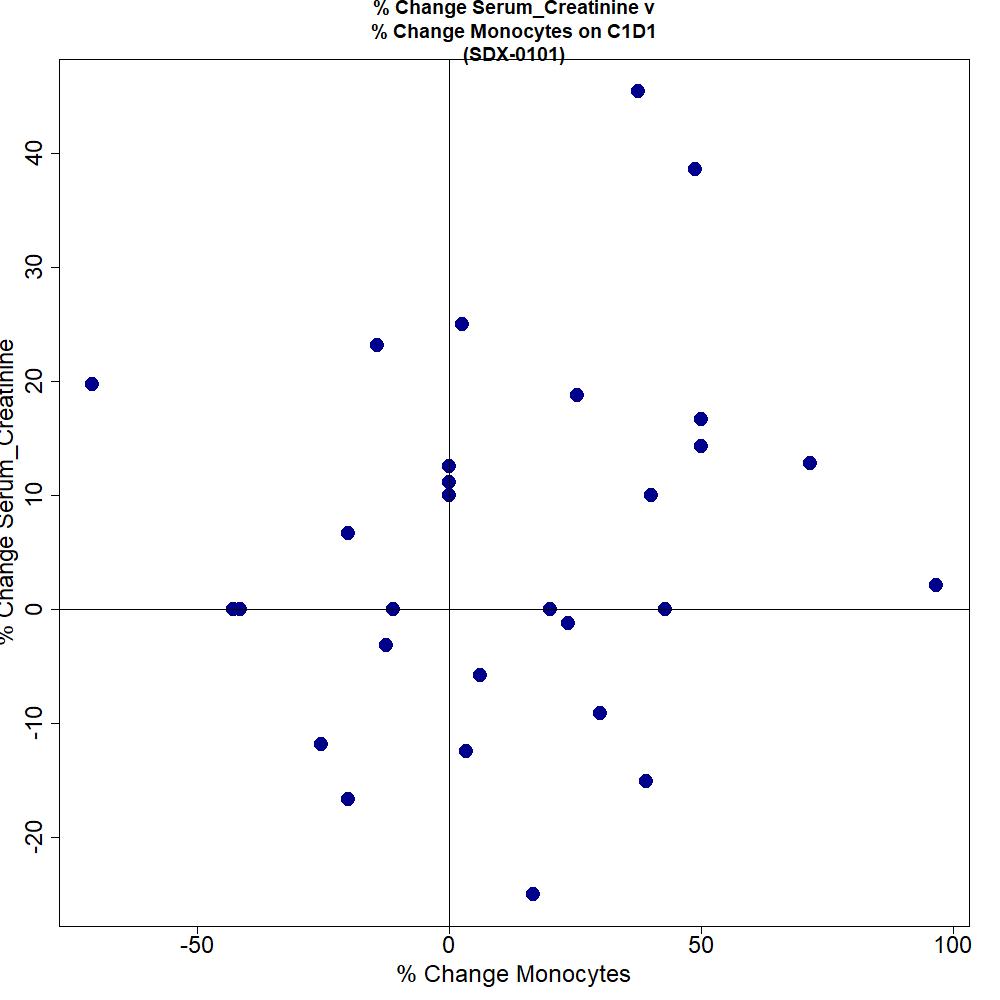 % Change Serum_Creatinine v
% Change Monocytes on C1D1
(SDX-0101)
% Change Serum_Creatinine
40
30
20
10
0
-10
-20
-50
0
50
100
% Change Monocytes